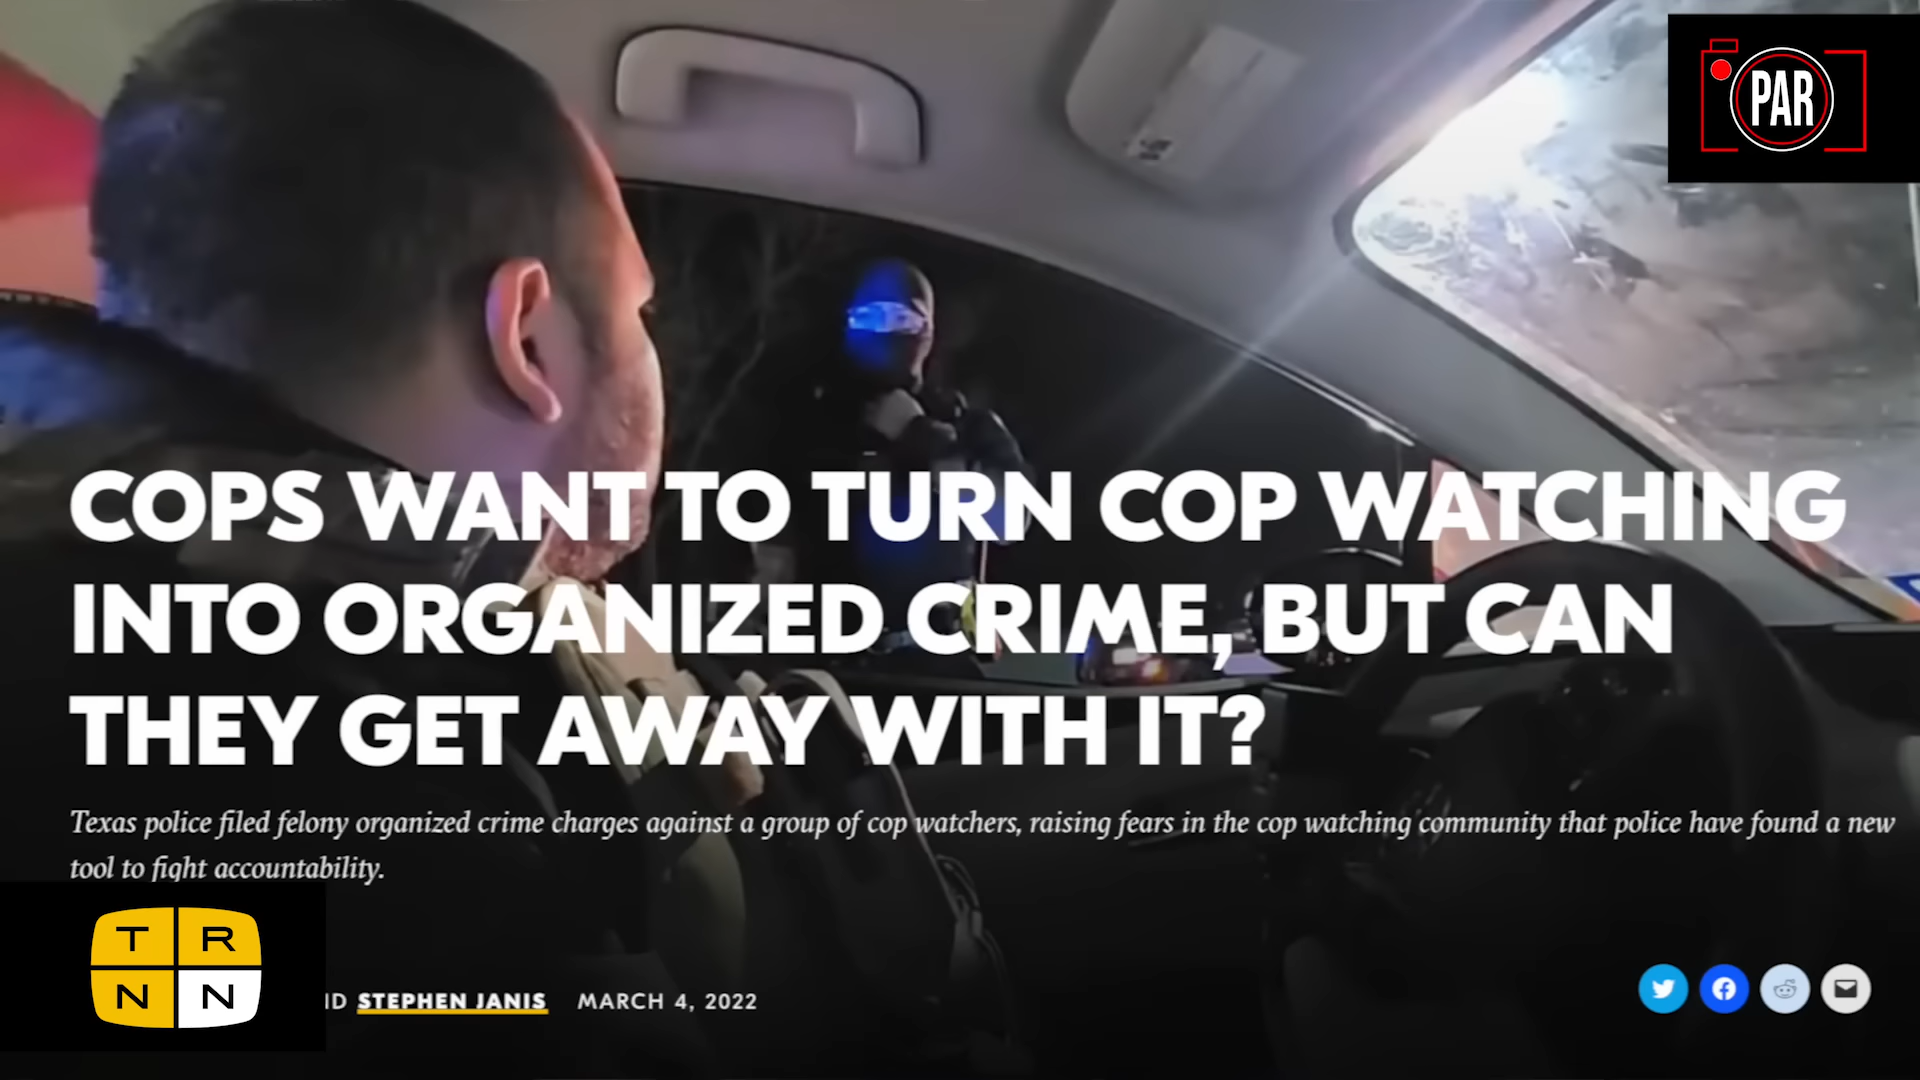 PAR
COPS WANT TO TURN COP WATCHING
INTO ORGANIZED CRIME, BUT CAN
THEY GET AWAY WITH IT?
Texas police filed felony organized crime charges against a group of cop watchers, raising fears in the cop watching community that police have found a new
tool to fight accountability.
T R
N N
STEPHEN JANIS MARCH 4, 2022